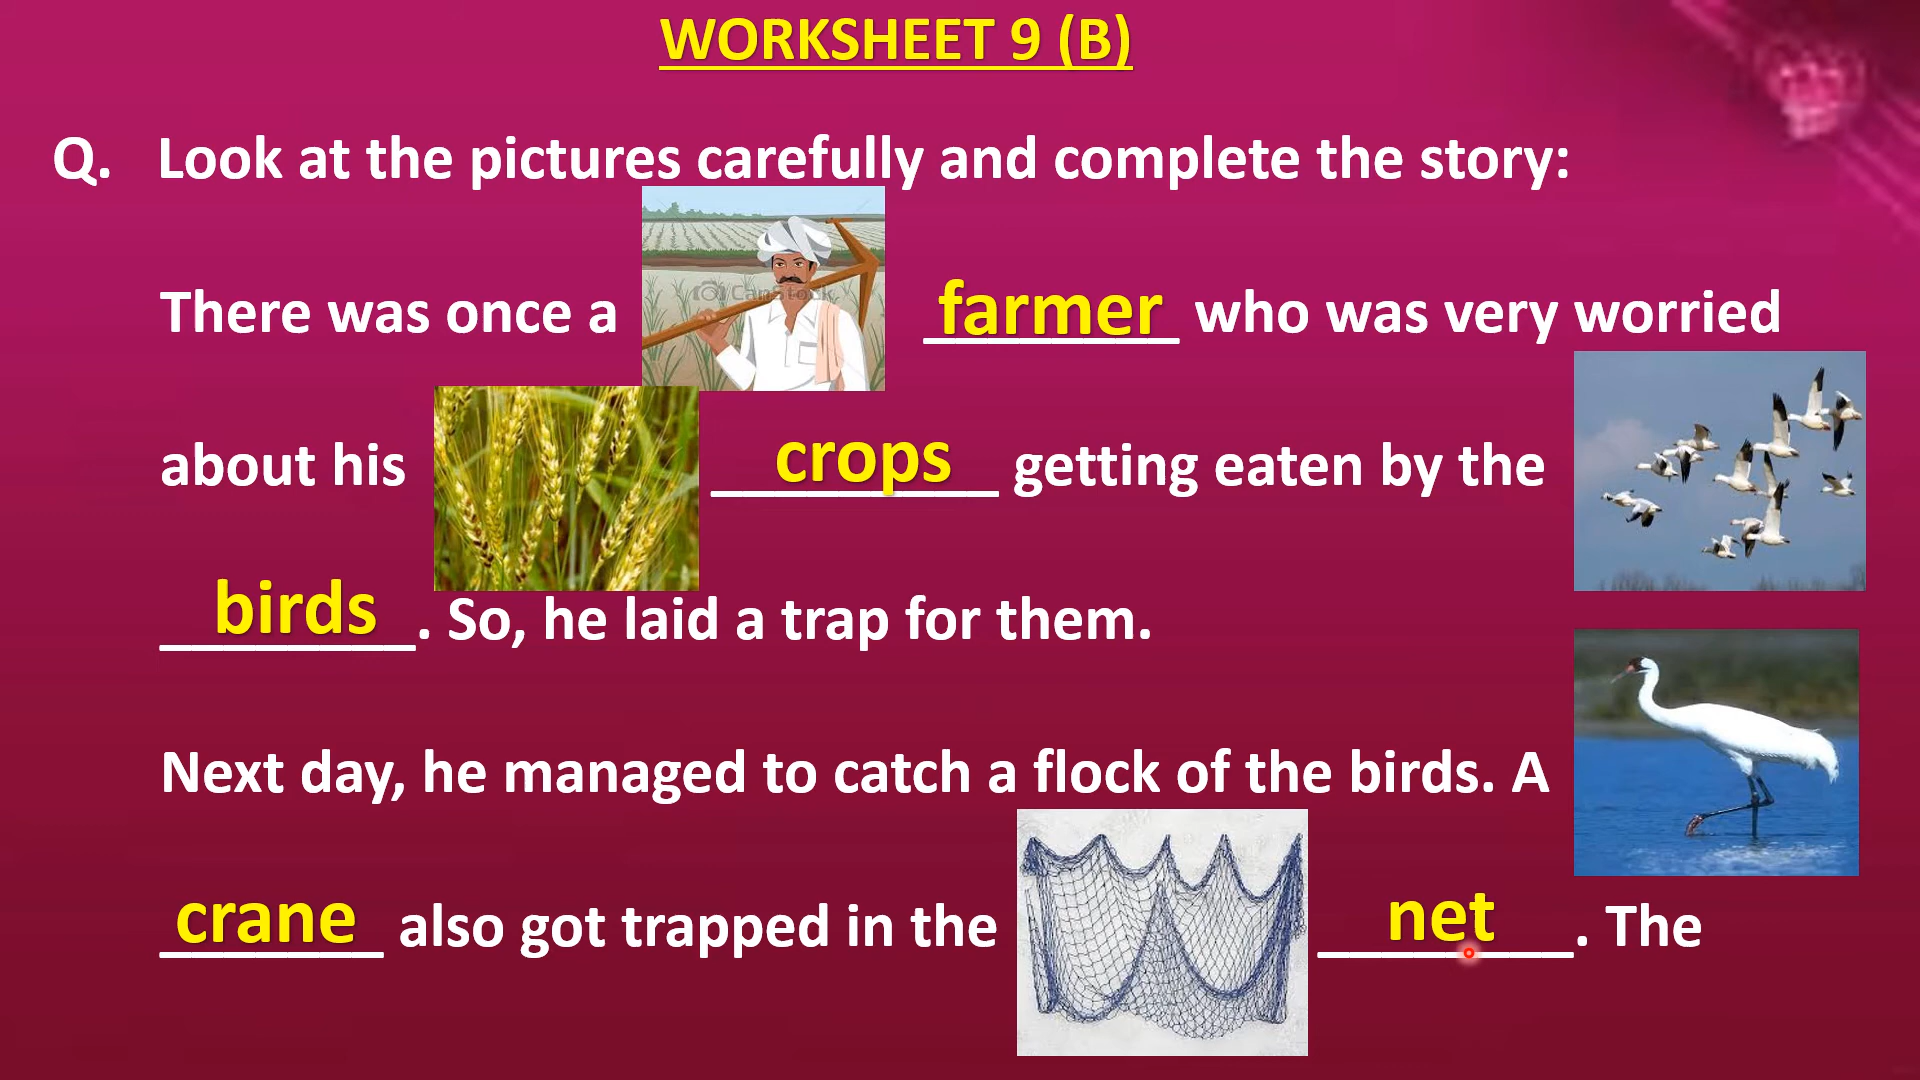 WORKSHEET 9 (B)
Q. Look at the pictures carefully and complete the story:
There was once a farmer who was very worried
CanStock
about his crops getting eaten by the
birds. So, he laid a trap for them.
Next day, he managed to catch a flock of the birds. A
crane also got trapped in the net. The